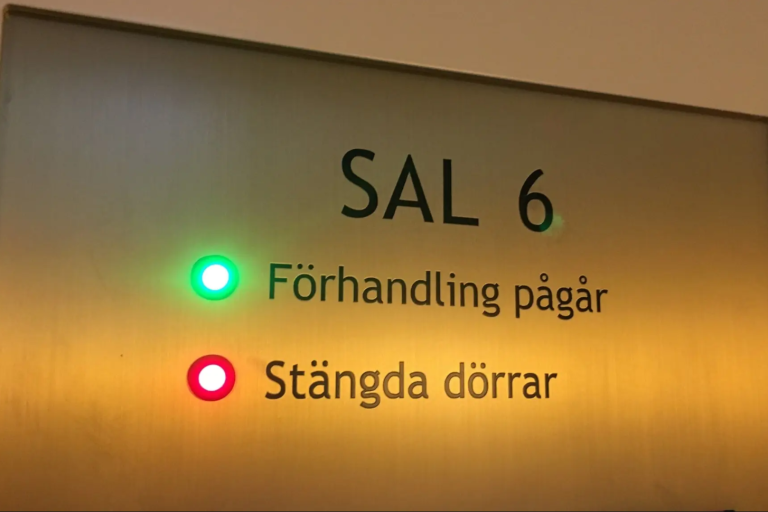 SAL 6
Förhandling pågår
Stängda dörrar